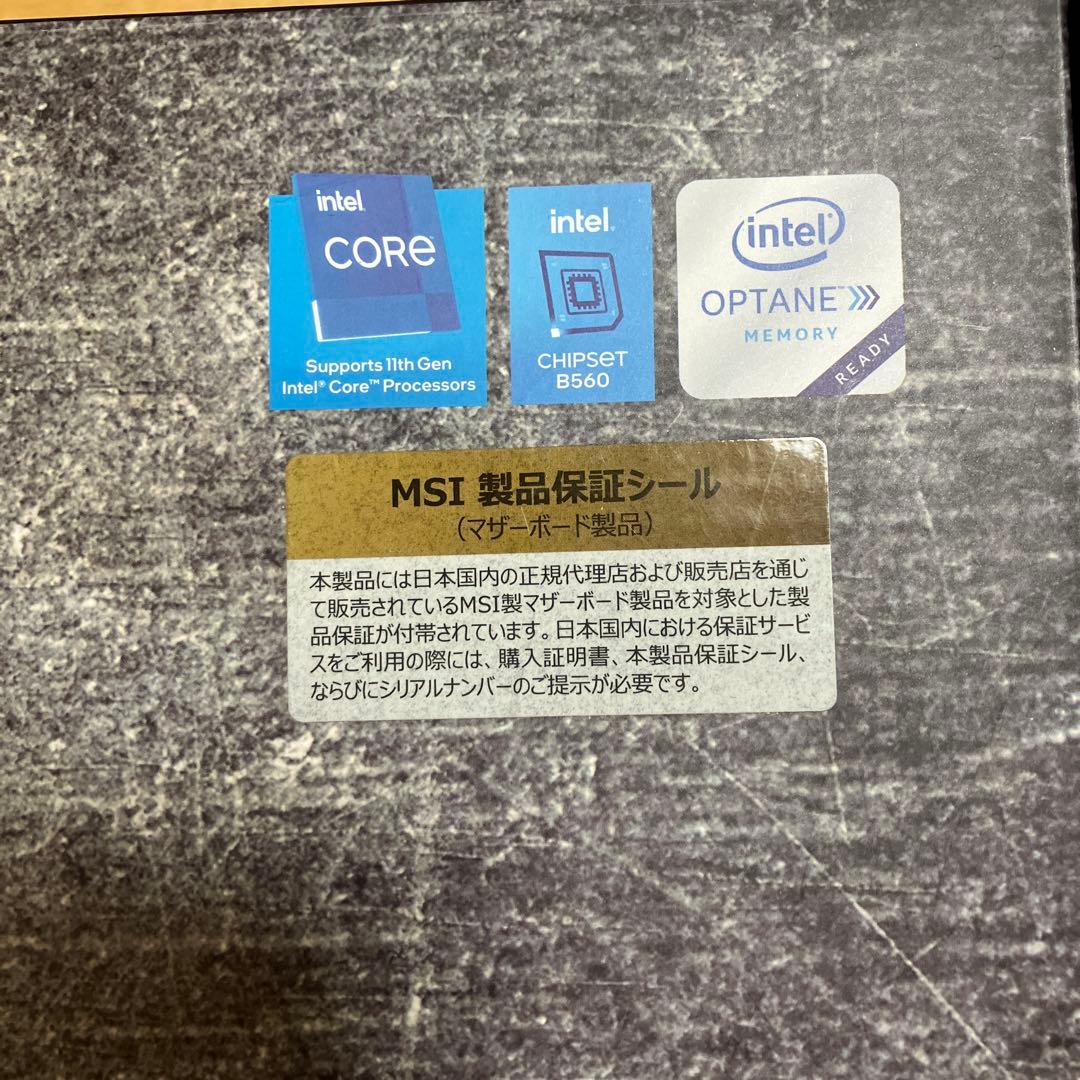 intel
CORE
Supports 11th Gen
Intel® Core™ Processors
intel
CHIPSET
B560
intel
OPTANE™
MEMORY
READY
MSI 製品保証シール
(マザーボード製品)
本製品には日本国内の正規代理店および販売店を通じ
て販売されているMSI製マザーボード製品を対象とした製
品保証が付帯されています。日本国内における保証サービ
スをご利用の際には、購入証明書、本製品保証シール、
ならびにシリアルナンバーのご提示が必要です。